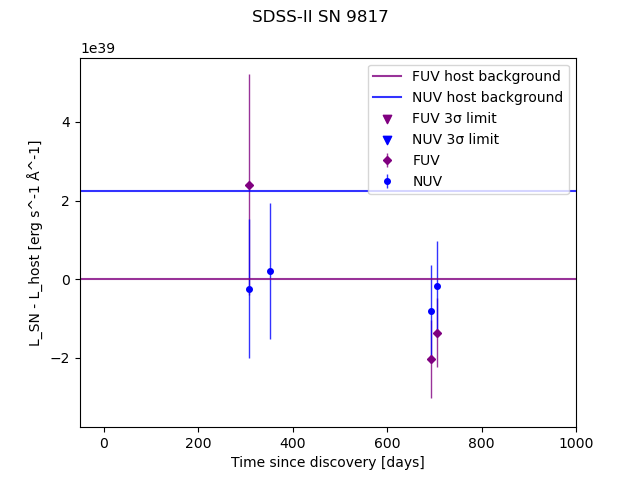 SDSS-II SN 9817
1e39
FUV host background
NUV host background
FUV 3σ limit
NUV 3σ limit
FUV
NUV
4
2
0
−2
L_SN - L_host [erg s^-1 Å^-1]
0 200 400 600 800 1000
Time since discovery [days]